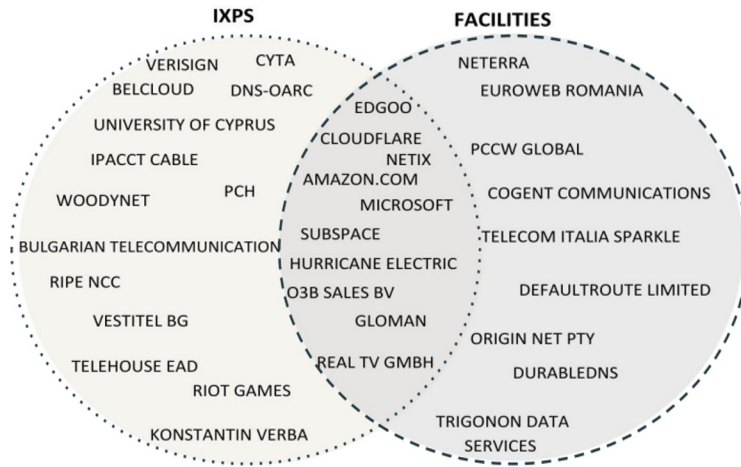 IXPS
FACILITIES
VERISIGN
CYTA
BELCLOUD
DNS-OARC
UNIVERSITY OF CYPRUS
IPACCT CABLE
PCH
WOODYNET
BULGARIAN TELECOMMUNICATION
RIPE NCC
VESTITEL BG
TELEHOUSE EAD
RIOT GAMES
KONSTANTIN VERBA
EDGOO
CLOUDFLARE
NETIX
AMAZON.COM
MICROSOFT
SUBSPACE
HURRICANE ELECTRIC
O3B SALES BV
GLOMAN
REAL TV GMBH
NETERRA
EUROWEB ROMANIA
PCCW GLOBAL
COGENT COMMUNICATIONS
TELECOM ITALIA SPARKLE
DEFAULTROUTE LIMITED
ORIGIN NET PTY
DURABLEDNS
TRIGONON DATA
SERVICES